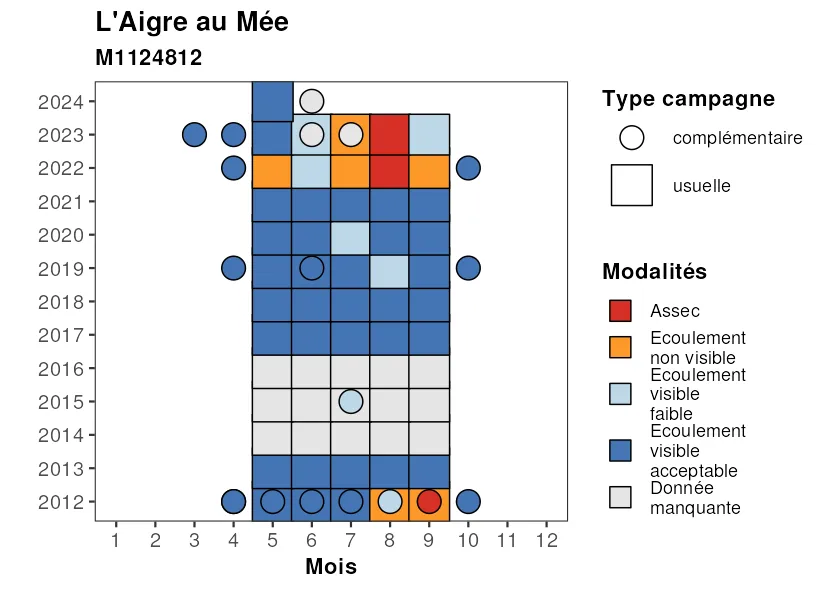 L'Aigre au Mée
M1124812
2024
2023
2022
2021
2020
2019
2018
2017
2016
2015
2014
2013
2012
1 2 3 4 5 6 7 8 9 10 11 12
Mois
Type campagne
complémentaire
usuelle
Modalités
Assec
Ecoulement
non visible
Ecoulement
visible
faible
Ecoulement
visible
acceptable
Donnée
manquante